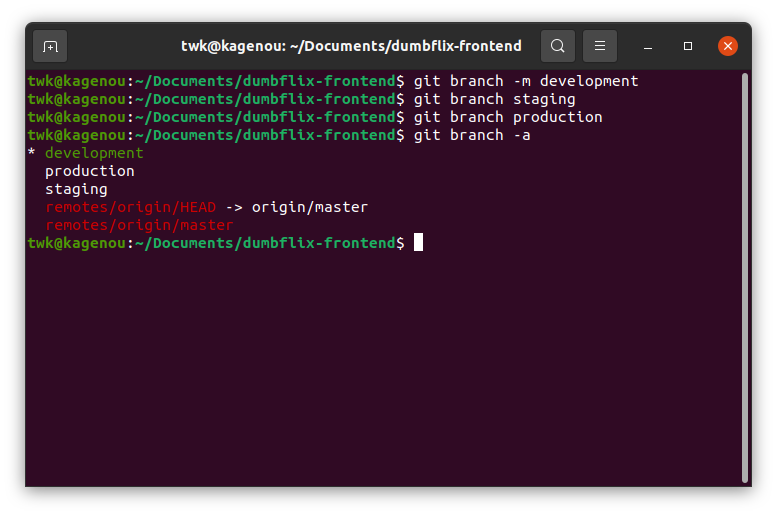 twk@kagenou: ~/Documents/dumbflix-frontend
twk@kagenou:~/Documents/dumbflix-frontend$ git branch -m development
twk@kagenou:~/Documents/dumbflix-frontend$ git branch staging
twk@kagenou:~/Documents/dumbflix-frontend$ git branch production
twk@kagenou:~/Documents/dumbflix-frontend$ git branch -a
* development
  production
  staging
  remotes/origin/HEAD -> origin/master
  remotes/origin/master
twk@kagenou:~/Documents/dumbflix-frontend$